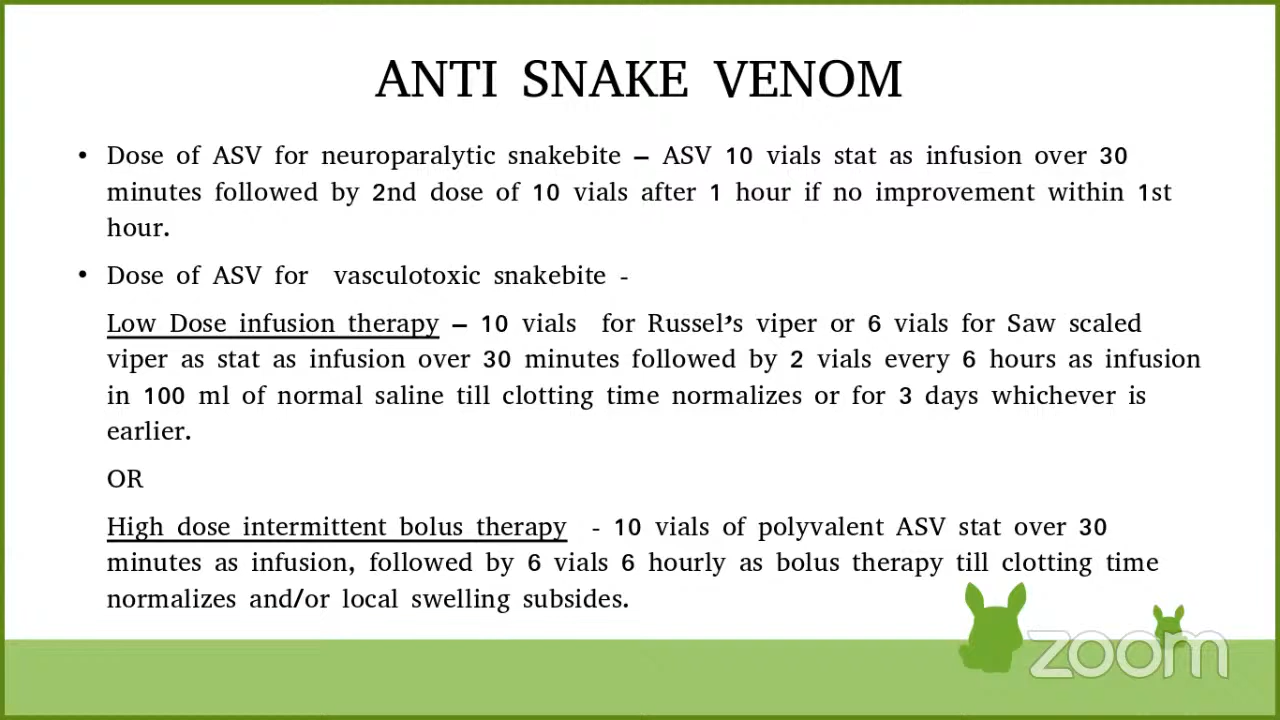 ANTI SNAKE VENOM
• Dose of ASV for neuroparalytic snakebite – ASV 10 vials stat as infusion over 30
minutes followed by 2nd dose of 10 vials after 1 hour if no improvement within 1st
hour.
• Dose of ASV for vasculotoxic snakebite -
Low Dose infusion therapy – 10 vials for Russel's viper or 6 vials for Saw scaled
viper as stat as infusion over 30 minutes followed by 2 vials every 6 hours as infusion
in 100 ml of normal saline till clotting time normalizes or for 3 days whichever is
earlier.
OR
High dose intermittent bolus therapy - 10 vials of polyvalent ASV stat over 30
minutes as infusion, followed by 6 vials 6 hourly as bolus therapy till clotting time
normalizes and/or local swelling subsides.
zoom